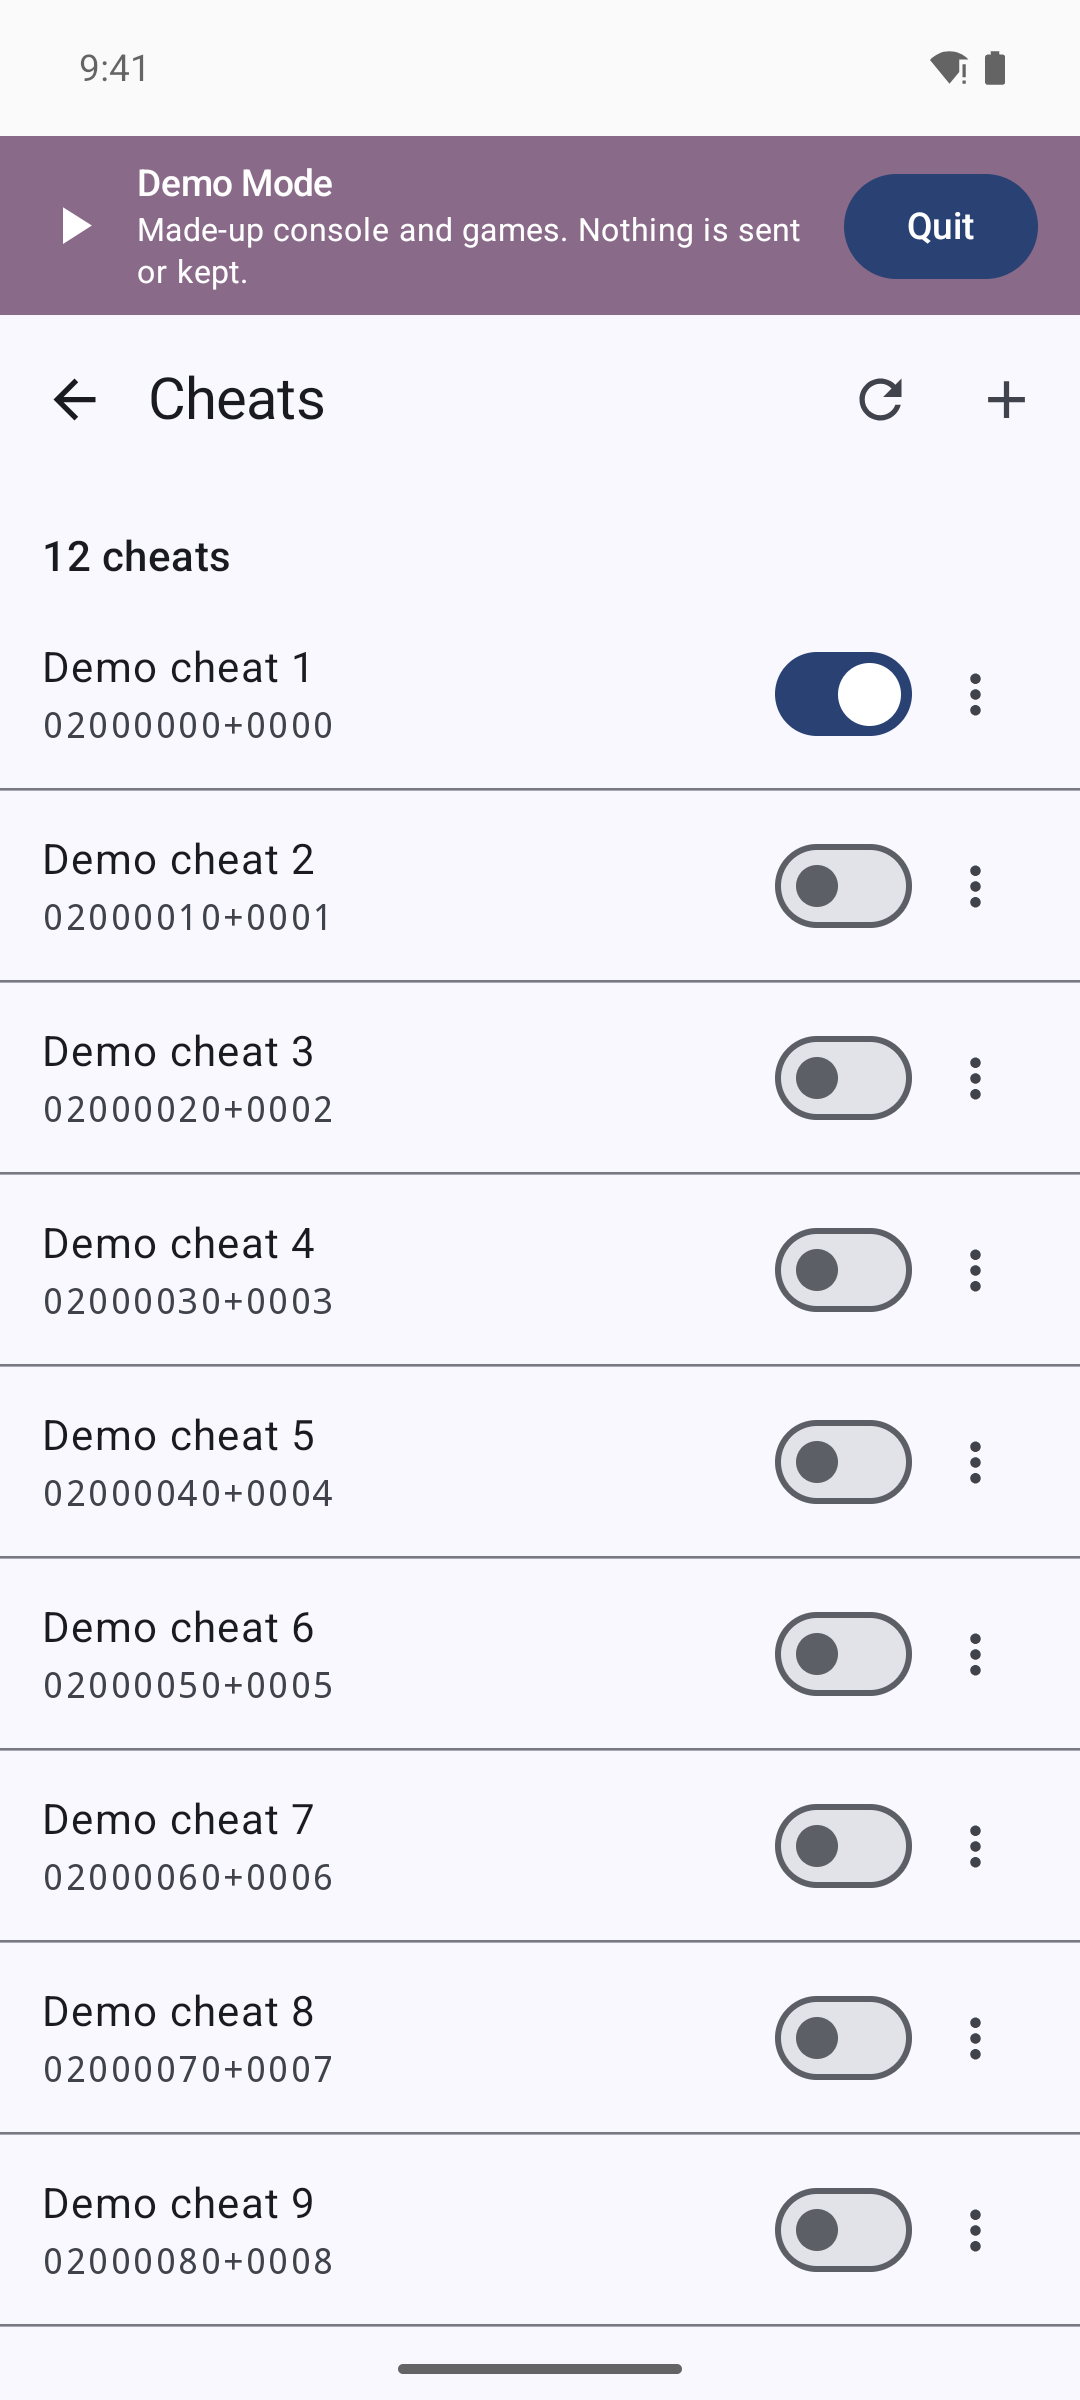 9:41
Demo Mode
Made-up console and games. Nothing is sent
or kept.
Quit
Cheats
12 cheats
Demo cheat 1
02000000+0000
Demo cheat 2
02000010+0001
Demo cheat 3
02000020+0002
Demo cheat 4
02000030+0003
Demo cheat 5
02000040+0004
Demo cheat 6
02000050+0005
Demo cheat 7
02000060+0006
Demo cheat 8
02000070+0007
Demo cheat 9
02000080+0008